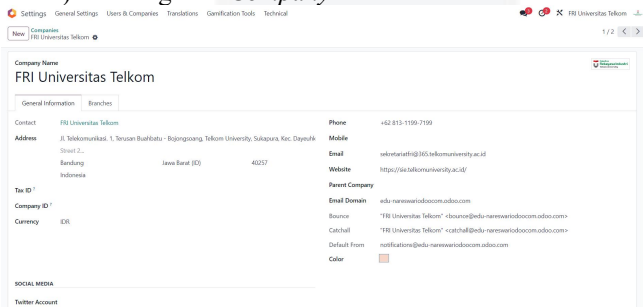 Company
Settings General Settings Users & Companies Translations Gamification Tools Technical FRI Universitas Telkom
New Companies
FRI Universitas Telkom 1 / 2
Company Name
FRI Universitas Telkom
General Information Branches
Contact FRI Universitas Telkom
Address Jl. Telekomunikasi. 1, Terusan Buahbatu - Bojongsoang, Telkom University, Sukapura, Kec. Dayeuhk
Street 2...
Bandung Jawa Barat (ID) 40257
Indonesia
Tax ID ?
Company ID ?
Currency IDR
Phone +62 813-1199-7199
Mobile
Email sekretariatfri@365.telkomuniversity.ac.id
Website https://sie.telkomuniversity.ac.id/
Parent Company
Email Domain edu-nareswariodoocom.odoo.com
Bounce "FRI Universitas Telkom" <bounce@edu-nareswariodoocom.odoo.com>
Catchall "FRI Universitas Telkom" <catchall@edu-nareswariodoocom.odoo.com>
Default From notifications@edu-nareswariodoocom.odoo.com
Color
SOCIAL MEDIA
Twitter Account